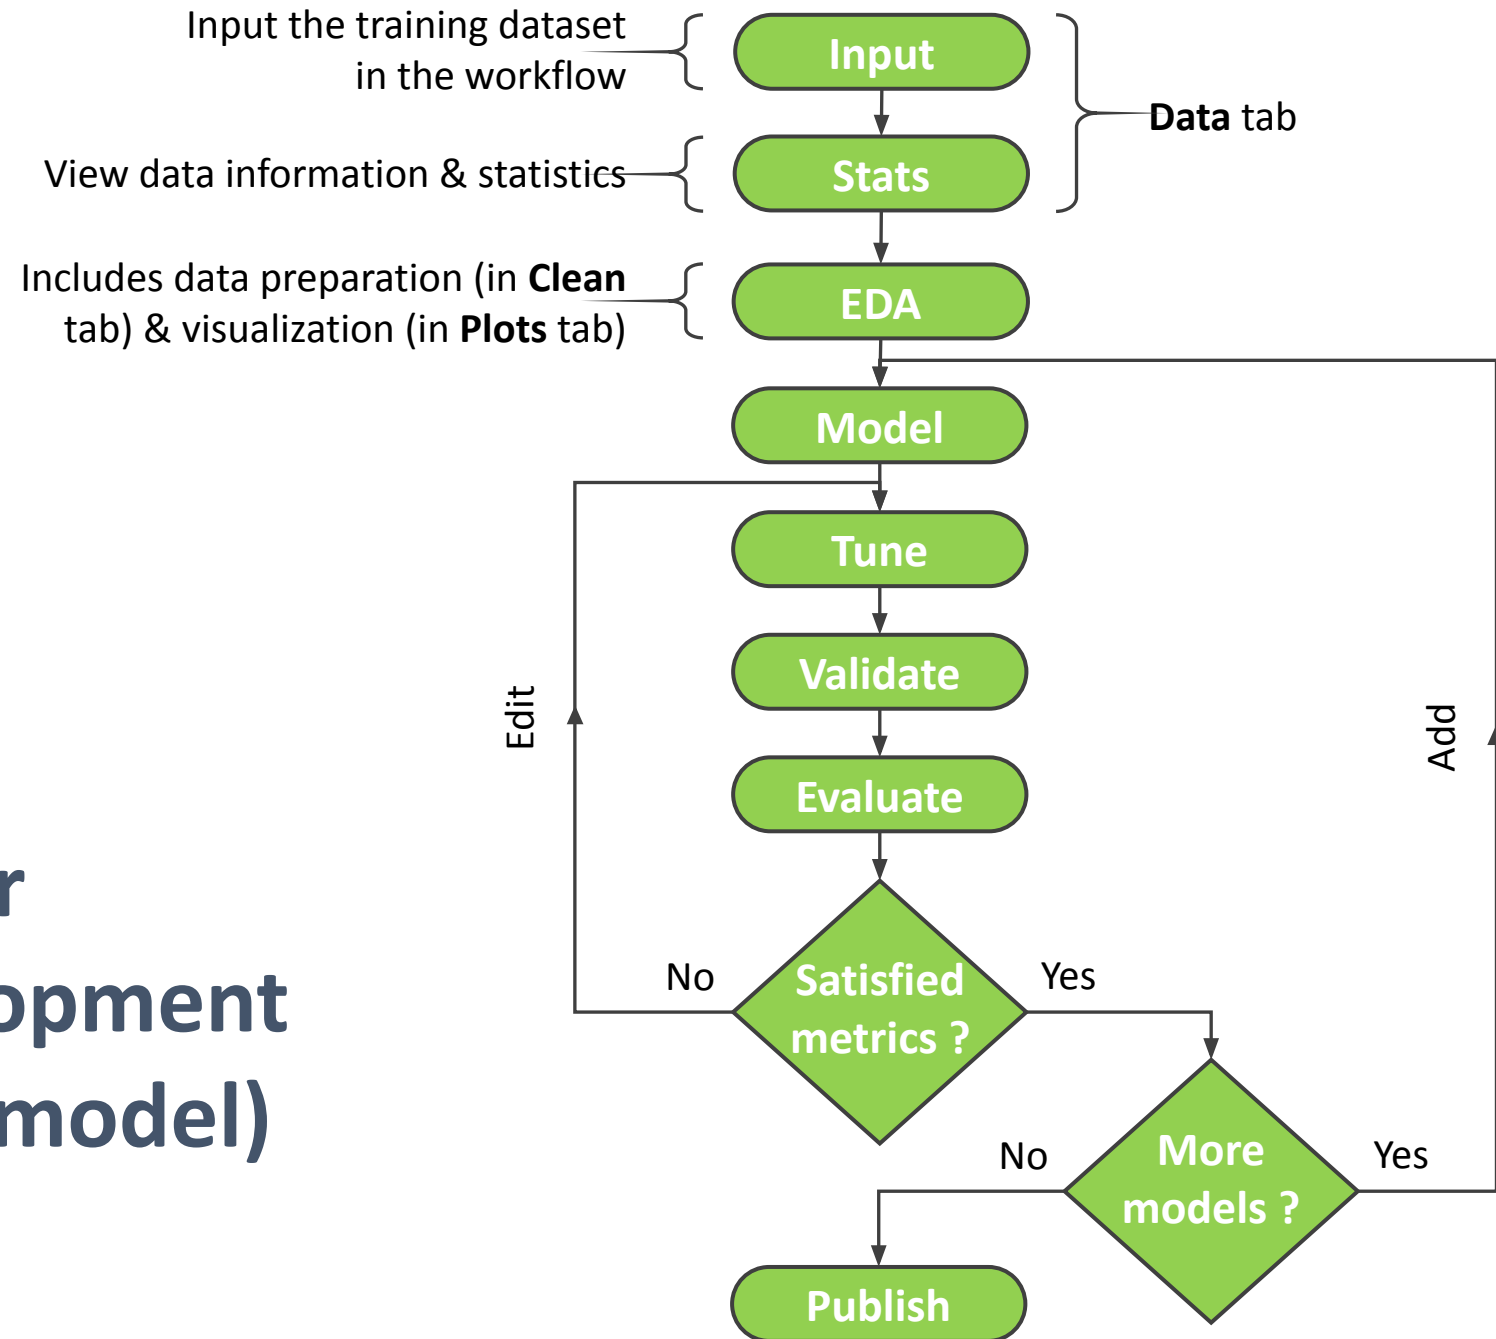 Input the training dataset
in the workflow
Input
Data tab
View data information & statistics
Stats
Includes data preparation (in Clean
tab) & visualization (in Plots tab)
EDA
Model
Tune
Validate
Edit
Add
Evaluate
No
Satisfied
metrics ?
Yes
model)
No
More
models ?
Yes
Publish